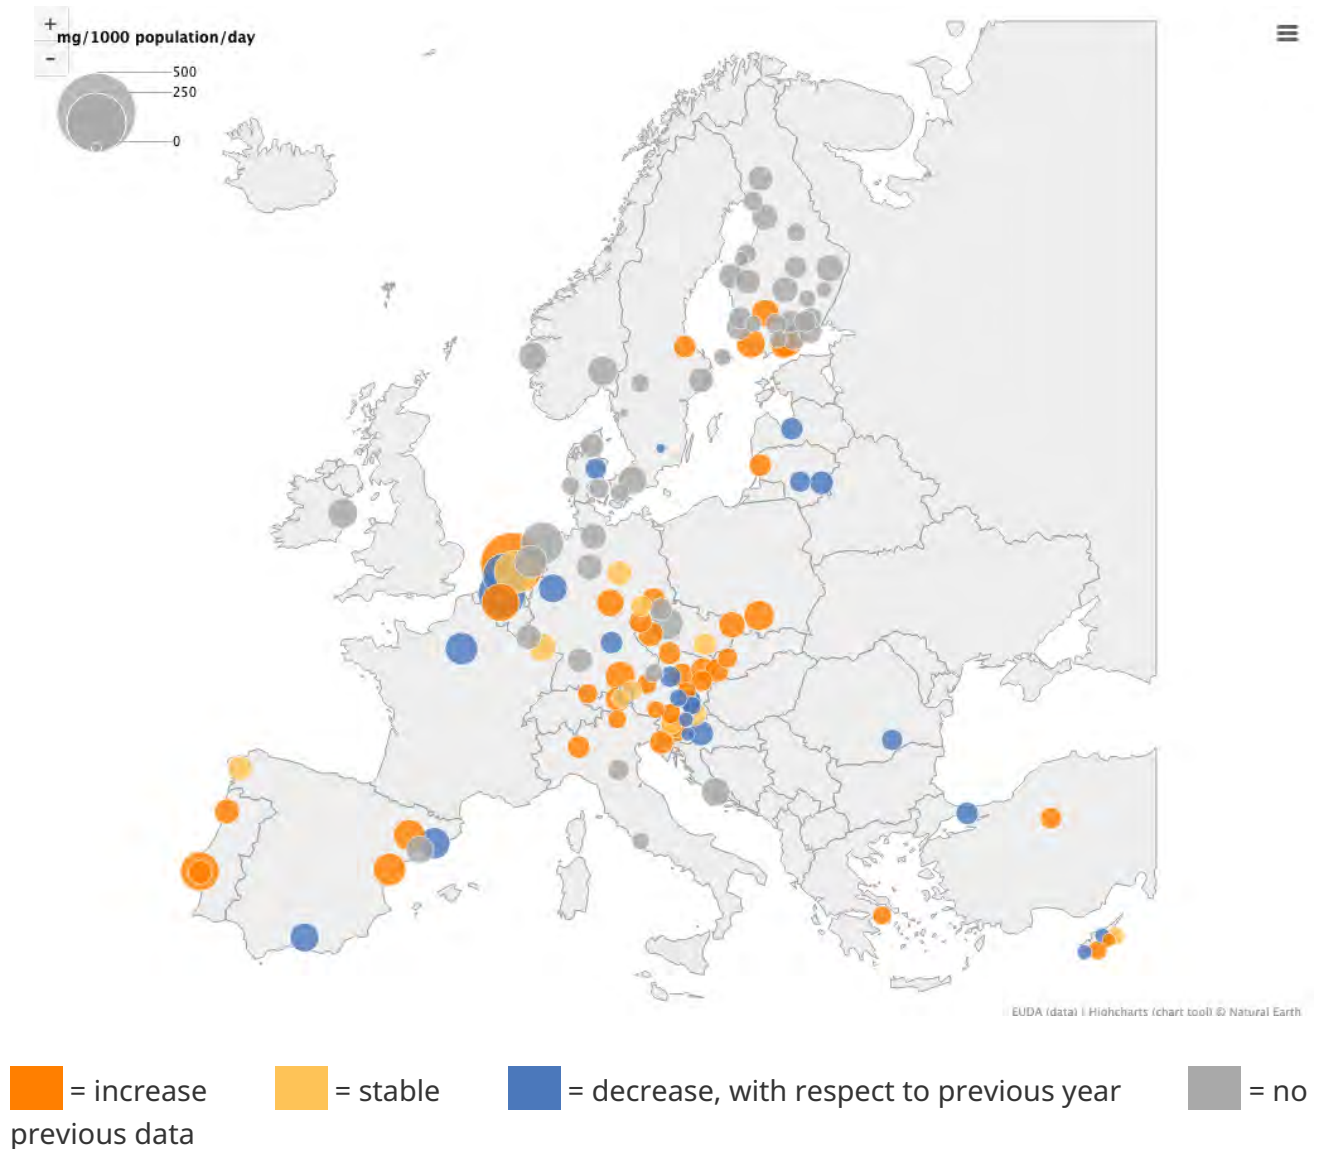 +
mg/1000 population/day
-
500
250
0
EUDA (data) | Highcharts (chart tool) © Natural Earth
= increase = stable = decrease, with respect to previous year = no
previous data